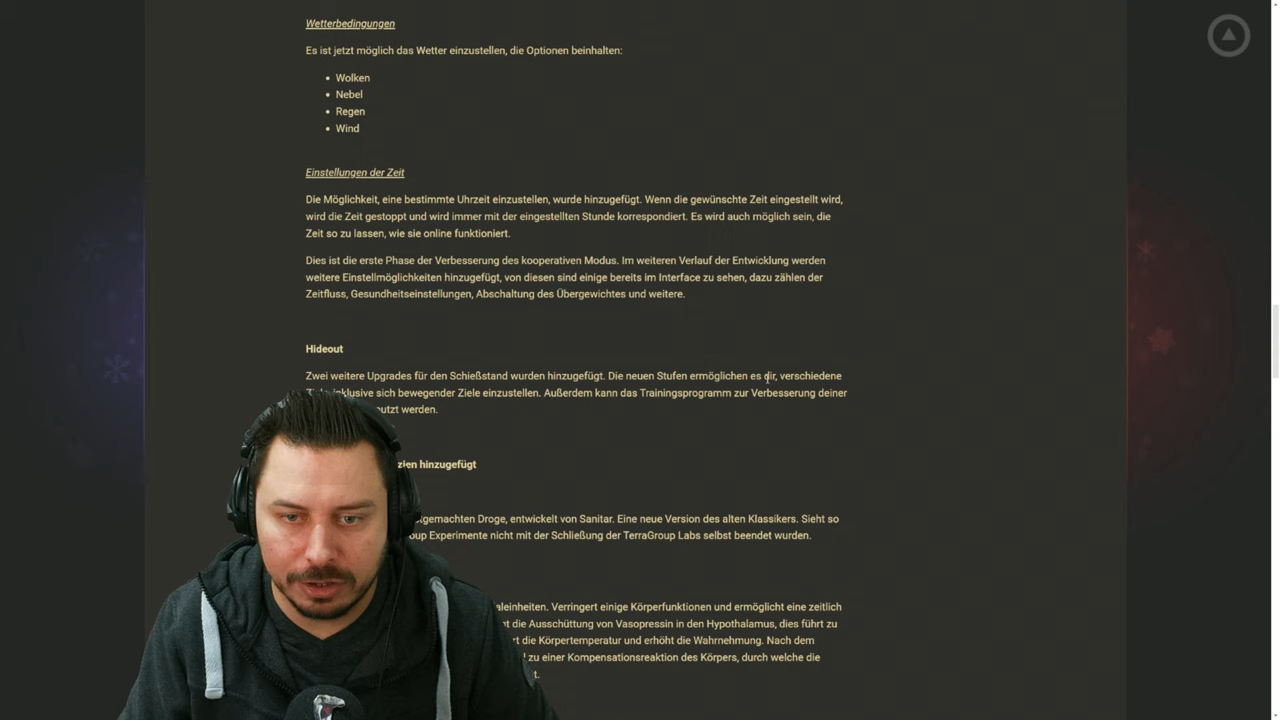 Wetterbedingungen
Es ist jetzt möglich das Wetter einzustellen, die Optionen beinhalten:
• Wolken
• Nebel
• Regen
• Wind
Einstellungen der Zeit
Die Möglichkeit, eine bestimmte Uhrzeit einzustellen, wurde hinzugefügt. Wenn die gewünschte Zeit eingestellt wird,
wird die Zeit gestoppt und wird immer mit der eingestellten Stunde korrespondiert. Es wird auch möglich sein, die
Zeit so zu lassen, wie sie online funktioniert.
Dies ist die erste Phase der Verbesserung des kooperativen Modus. Im weiteren Verlauf der Entwicklung werden
weitere Einstellmöglichkeiten hinzugefügt, von diesen sind einige bereits im Interface zu sehen, dazu zählen der
Zeitfluss, Gesundheitseinstellungen, Abschaltung des Übergewichtes und weitere.
Hideout
Zwei weitere Upgrades für den Schießstand wurden hinzugefügt. Die neuen Stufen ermöglichen es dir, verschiedene
inklusive sich bewegender Ziele einzustellen. Außerdem kann das Trainingsprogramm zur Verbesserung deiner
werden.
hinzugefügt
Droge, entwickelt von Sanitar. Eine neue Version des alten Klassikers. Sieht so
Experimente nicht mit der Schließung der TerraGroup Labs selbst beendet wurden.
Verringert einige Körperfunktionen und ermöglicht eine zeitlich
die Ausschüttung von Vasopressin in den Hypothalamus, dies führt zu
die Körpertemperatur und erhöht die Wahrnehmung. Nach dem
zu einer Kompensationsreaktion des Körpers, durch welche die